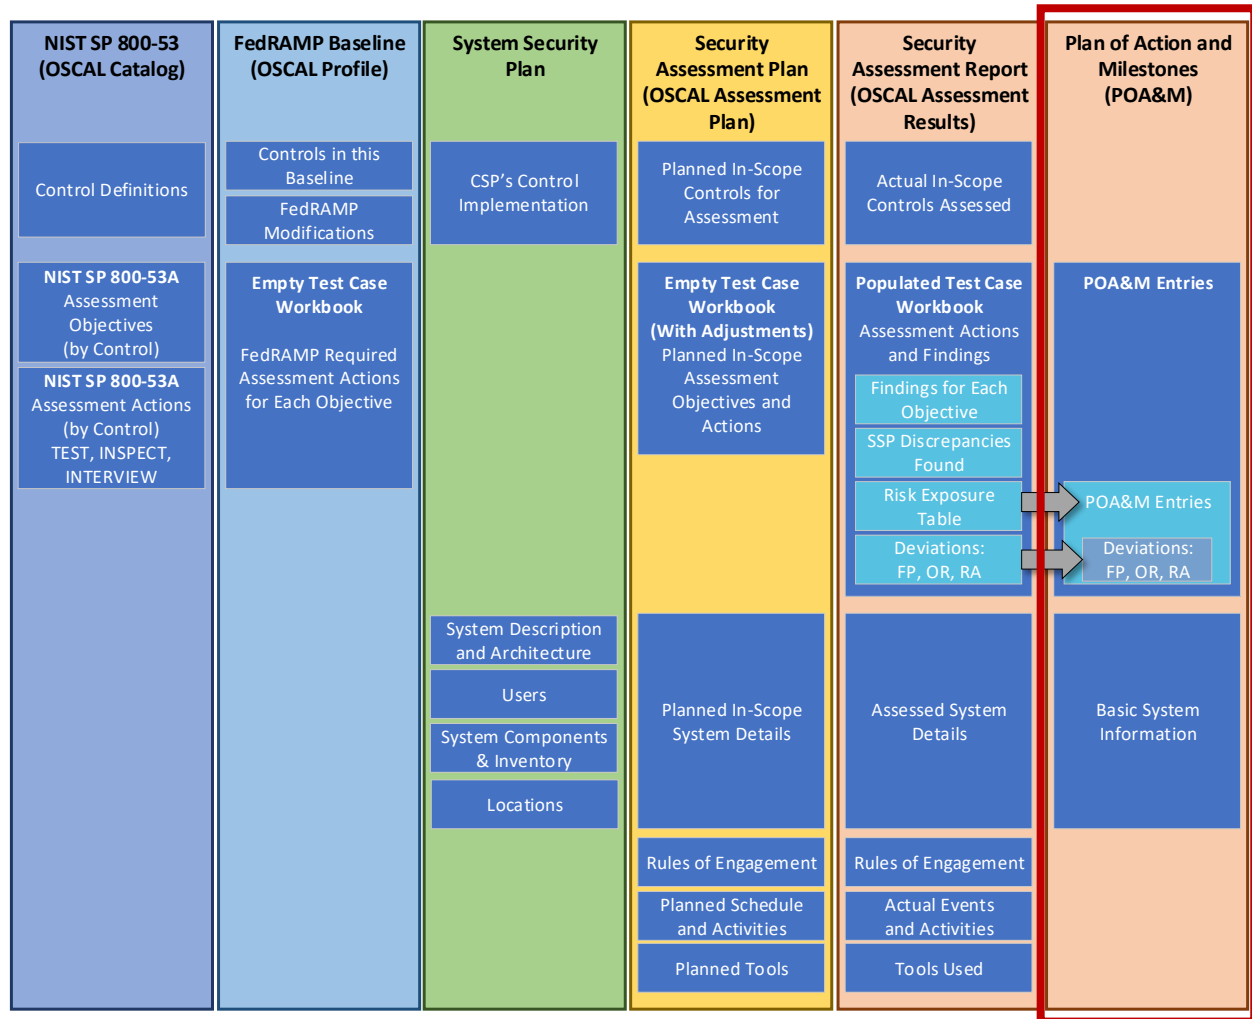 NIST SP 800-53
(OSCAL Catalog)
Control Definitions
NIST SP 800-53A
Assessment
Objectives
(by Control)
NIST SP 800-53A
Assessment Actions
(by Control)
TEST, INSPECT,
INTERVIEW
FedRAMP Baseline
(OSCAL Profile)
Controls in this
Baseline
FedRAMP
Modifications
Empty Test Case
Workbook
FedRAMP Required
Assessment Actions
for Each Objective
System Security
Plan
CSP's Control
Implementation
System Description
and Architecture
Users
System Components
& Inventory
Locations
Security
Assessment Plan
(OSCAL Assessment
Plan)
Planned In-Scope
Controls for
Assessment
Empty Test Case
Workbook
(With Adjustments)
Planned In-Scope
Assessment
Objectives and
Actions
Planned In-Scope
System Details
Rules of Engagement
Planned Schedule
and Activities
Planned Tools
Security
Assessment Report
(OSCAL Assessment
Results)
Actual In-Scope
Controls Assessed
Populated Test Case
Workbook
Assessment Actions
and Findings
Findings for Each
Objective
SSP Discrepancies
Found
Risk Exposure
Table
Deviations:
FP, OR, RA
Assessed System
Details
Rules of Engagement
Actual Events
and Activities
Tools Used
Plan of Action and
Milestones
(POA&M)
POA&M Entries
POA&M Entries
Deviations:
FP, OR, RA
Basic System
Information